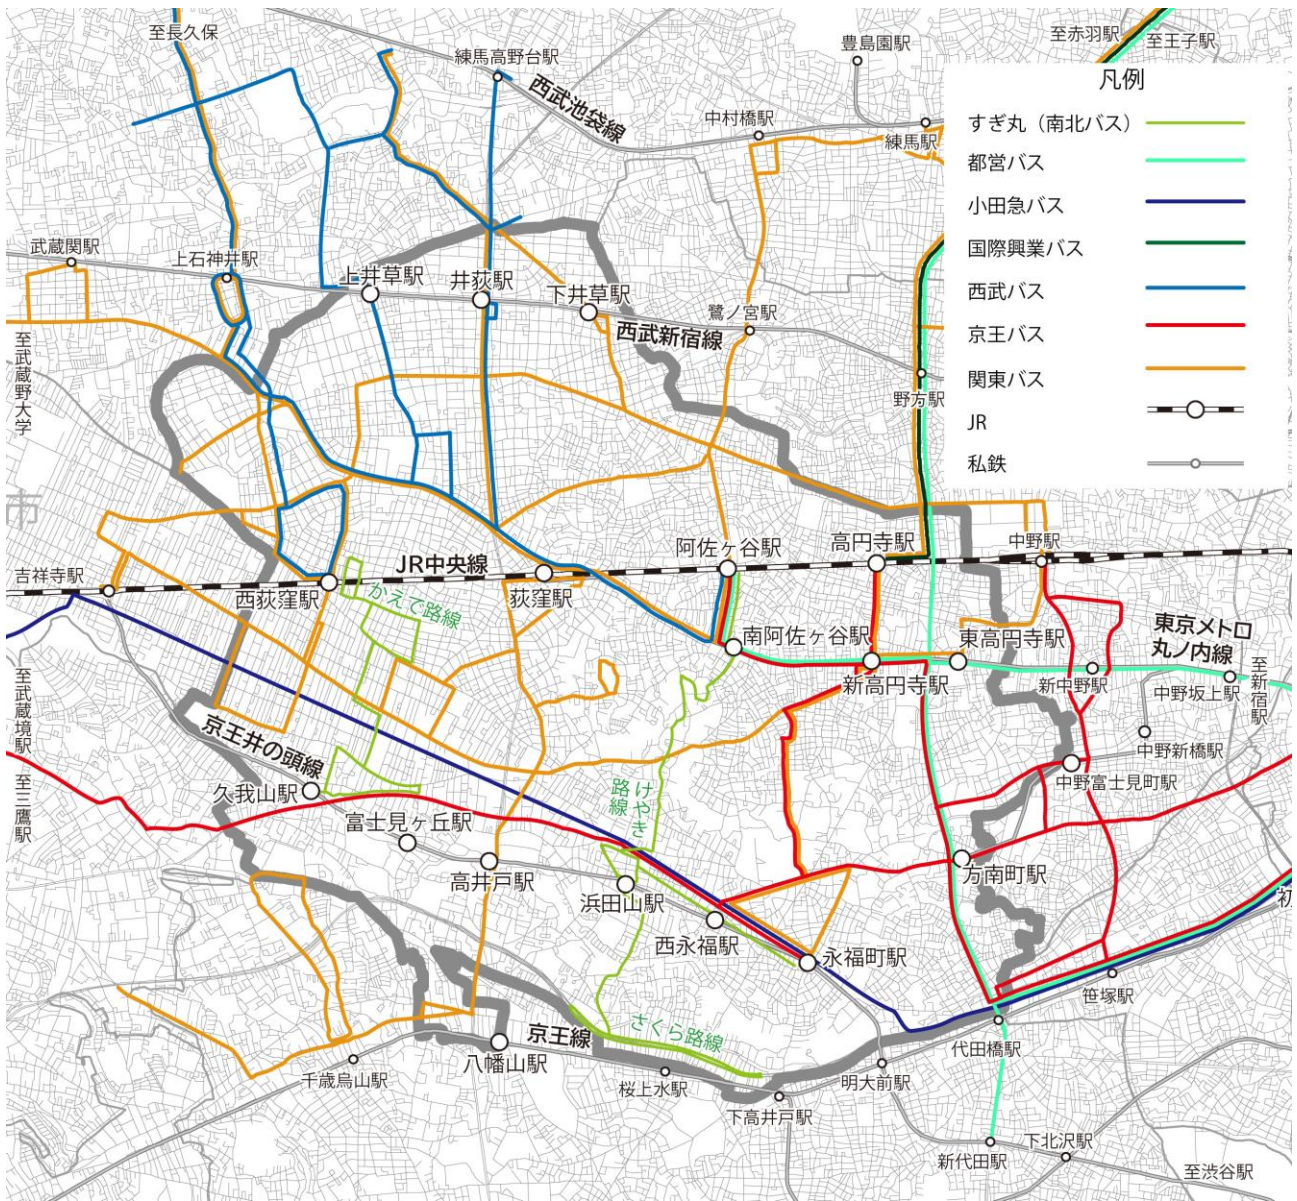 至長久保
練馬高野台駅
豊島園駅
至赤羽駅
至王子駅
西武池袋線
中村橋駅
練馬駅
凡例
すぎ丸（南北バス）
都営バス
小田急バス
国際興業バス
西武バス
京王バス
関東バス
JR
私鉄
武蔵関駅
上石神井駅
上井草駅
井荻駅
下井草駅
鷺ノ宮駅
西武新宿線
野方駅
至武蔵野大学
市
吉祥寺駅
西荻窪駅
JR中央線
かえで路線
荻窪駅
阿佐ヶ谷駅
高円寺駅
中野駅
南阿佐ヶ谷駅
新高円寺駅
東高円寺駅
東京メトロ
丸ノ内線
新中野駅
中野坂上駅
至新宿駅
中野新橋駅
中野富士見町駅
至武蔵境駅
至三鷹駅
京王井の頭線
久我山駅
富士見ヶ丘駅
高井戸駅
けやき
路線
浜田山駅
西永福駅
永福町駅
方南町駅
初
笹塚駅
代田橋駅
京王線
さくら路線
八幡山駅
千歳烏山駅
桜上水駅
下高井戸駅
明大前駅
新代田駅
下北沢駅
至渋谷駅